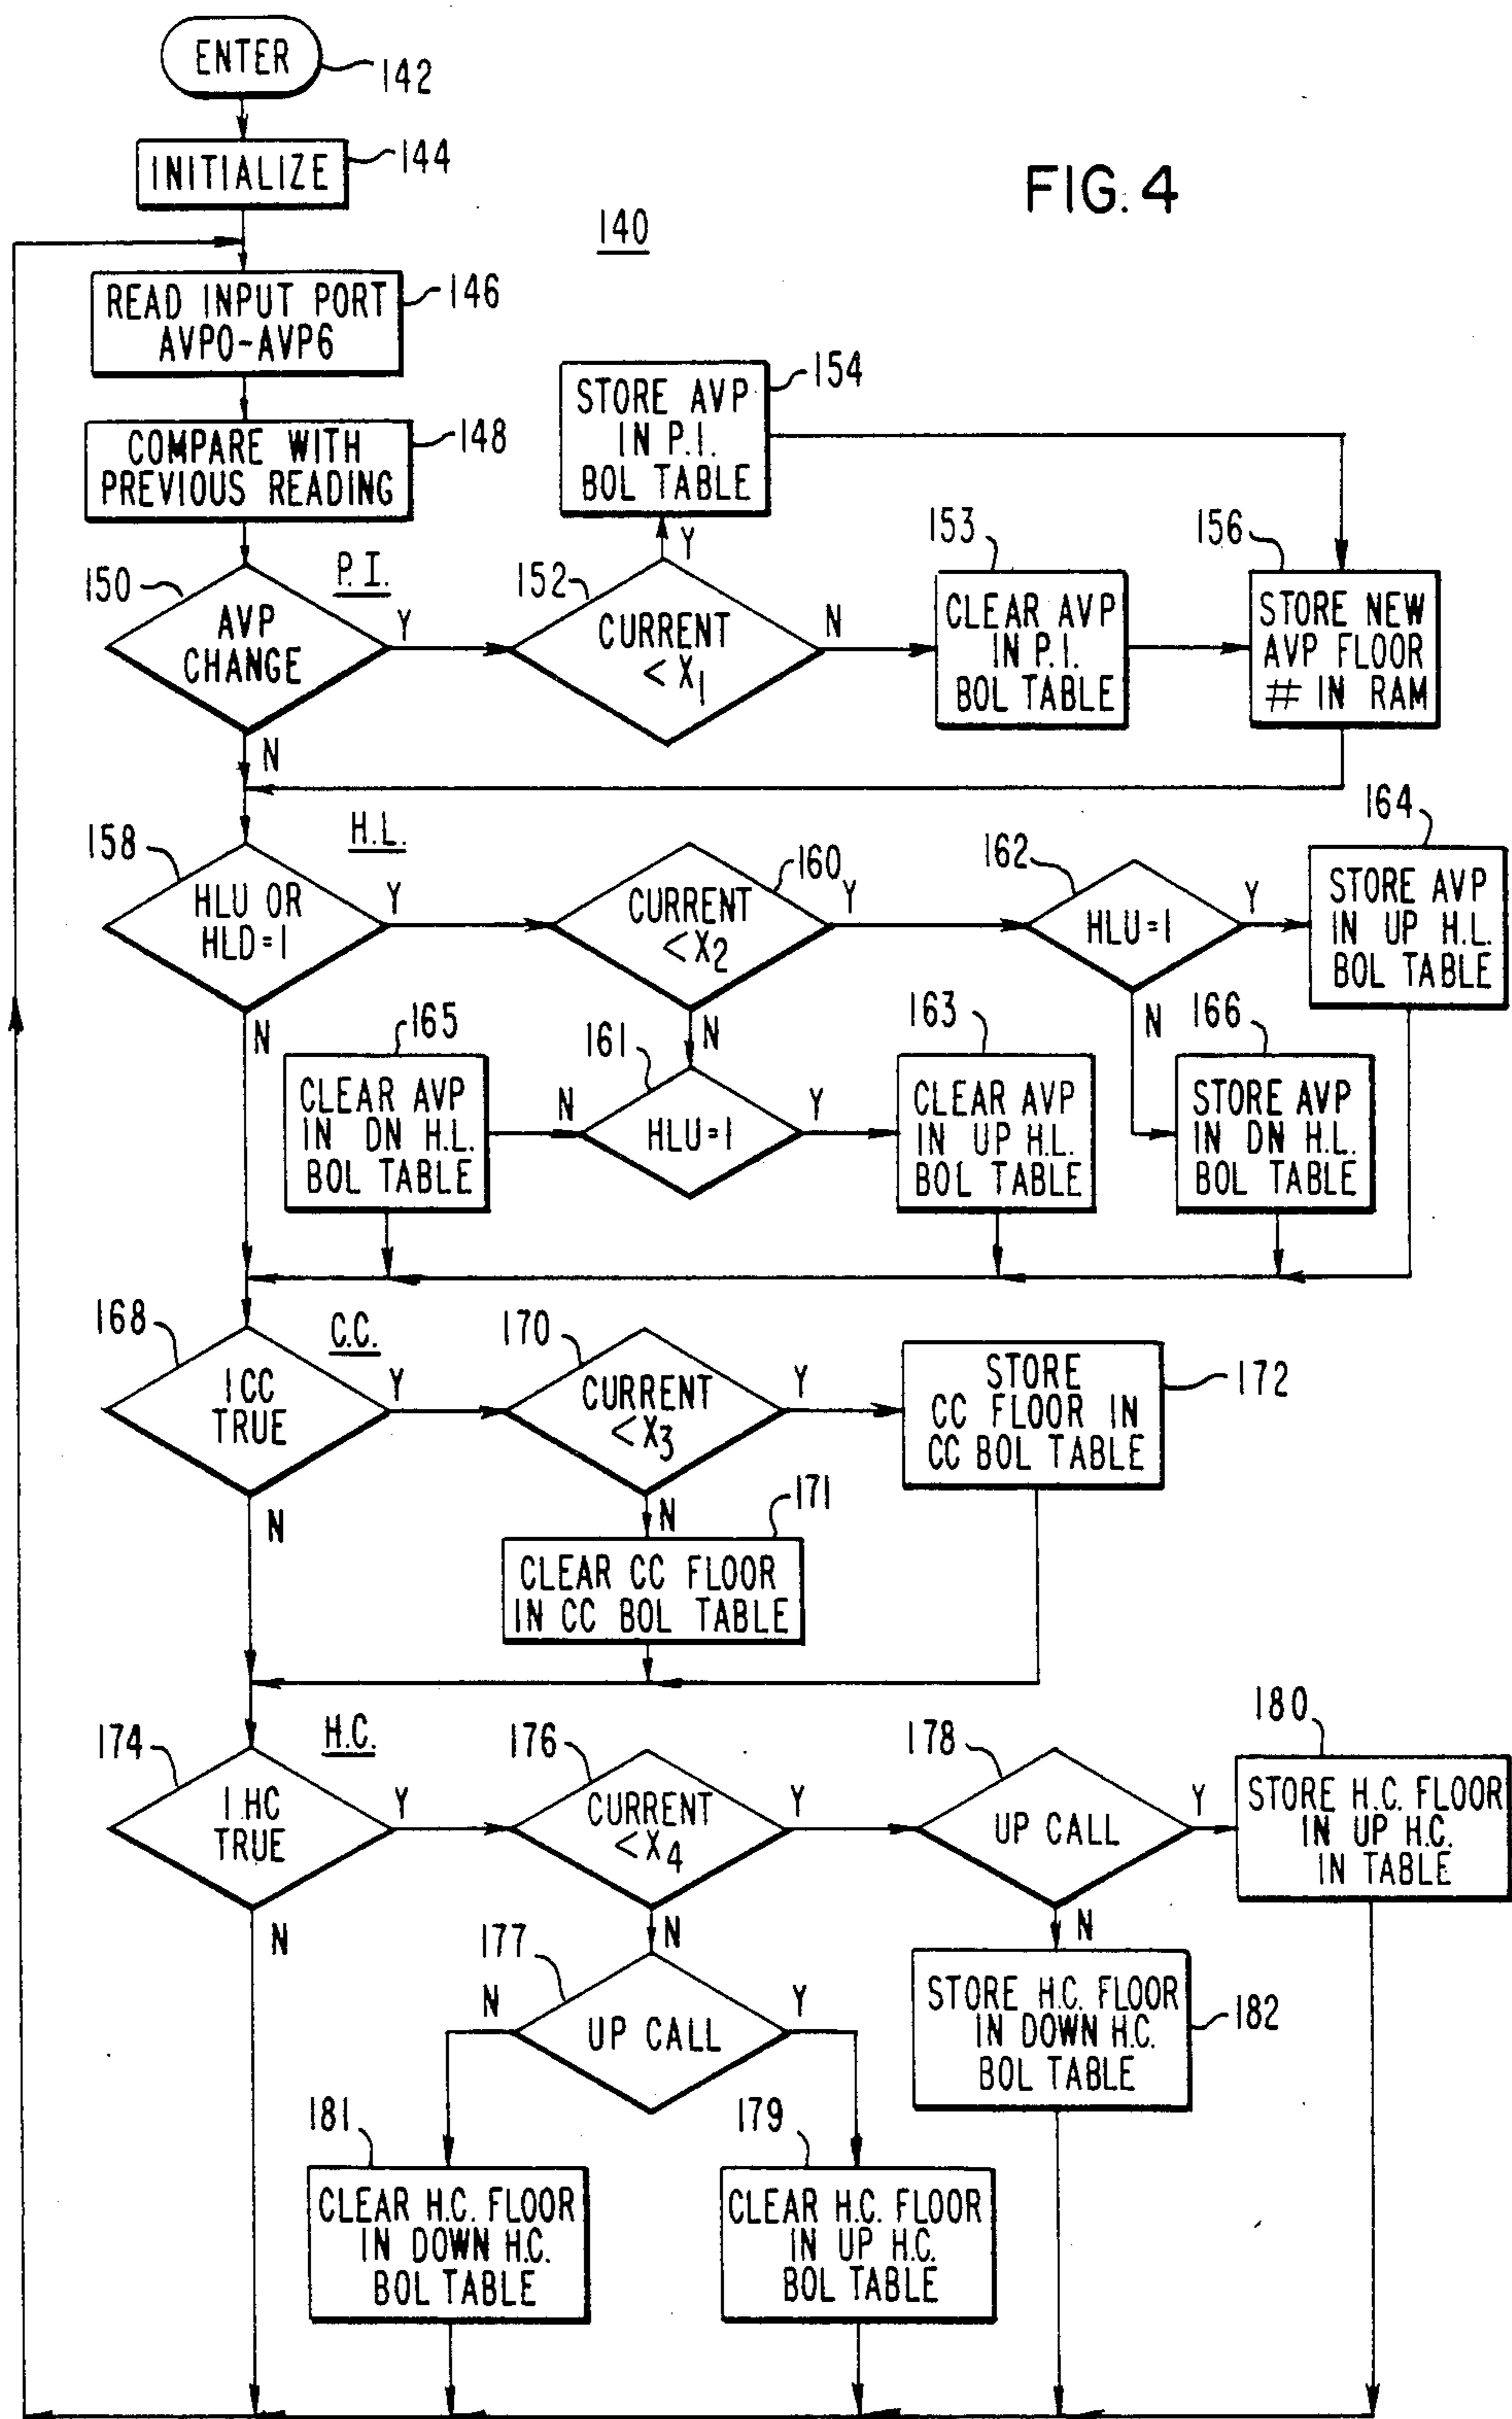 ENTER
142
INITIALIZE
144
FIG. 4
140
READ INPUT PORT
AVP0-AVP6
146
COMPARE WITH
PREVIOUS READING
148
STORE AVP
IN P.I.
BOL TABLE
154
150
P.I.
AVP
CHANGE
Y
N
152
CURRENT
< X1
Y
N
153
CLEAR AVP
IN P.I.
BOL TABLE
156
STORE NEW
AVP FLOOR
# IN RAM
158
H.L.
HLU OR
HLD=1
Y
N
160
CURRENT
<X2
Y
N
162
HLU=1
Y
N
164
STORE AVP
IN UP H.L.
BOL TABLE
165
CLEAR AVP
IN DN H.L.
BOL TABLE
161
N
HLU=1
Y
163
CLEAR AVP
IN UP H.L.
BOL TABLE
166
STORE AVP
IN DN H.L.
BOL TABLE
168
C.C.
1 CC
TRUE
Y
N
170
CURRENT
<X3
Y
N
STORE
CC FLOOR IN
CC BOL TABLE
172
171
CLEAR CC FLOOR
IN CC BOL TABLE
174
H.C.
1 HC
TRUE
Y
N
176
CURRENT
<X4
Y
N
178
UP CALL
Y
N
180
STORE H.C. FLOOR
IN UP H.C.
IN TABLE
177
N
UP CALL
Y
STORE H.C. FLOOR
IN DOWN H.C.
BOL TABLE
182
181
CLEAR H.C. FLOOR
IN DOWN H.C.
BOL TABLE
179
CLEAR H.C. FLOOR
IN UP H.C.
BOL TABLE